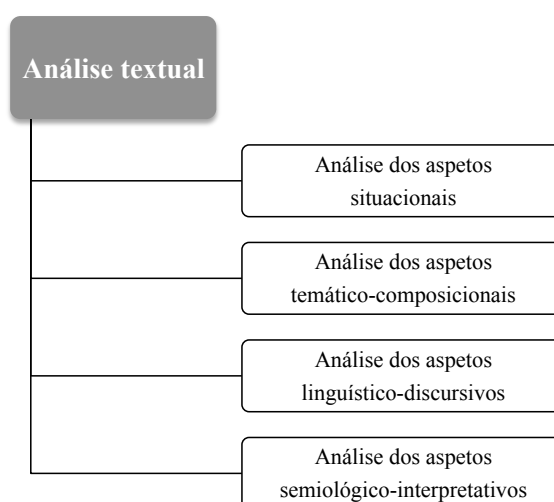 Análise textual
Análise dos aspetos
situacionais
Análise dos aspetos
temático-composicionais
Análise dos aspetos
linguístico-discursivos
Análise dos aspetos
semiológico-interpretativos